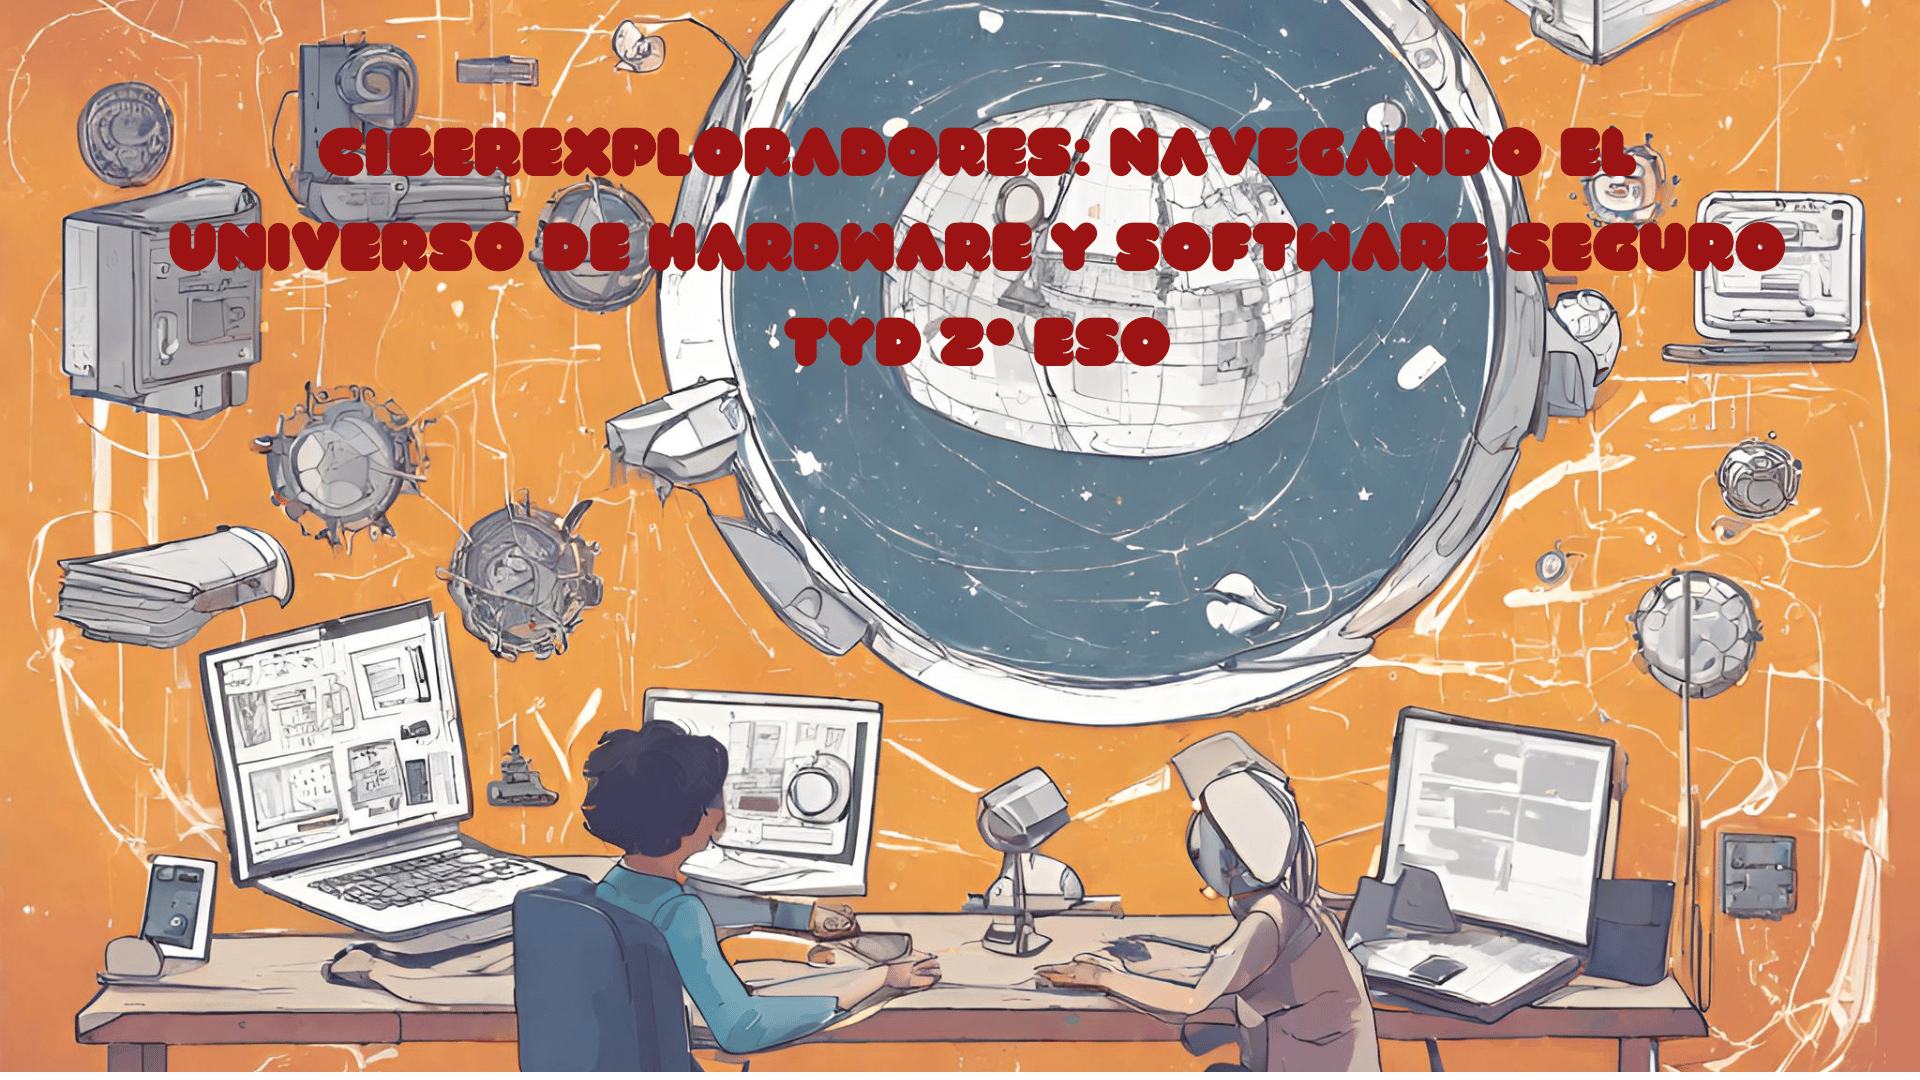 CIBEREXPLORADORES: NAVEGANDO EL
UNIVERSO DE HARDWARE Y SOFTWARE SEGURO
TYD 2º ESO